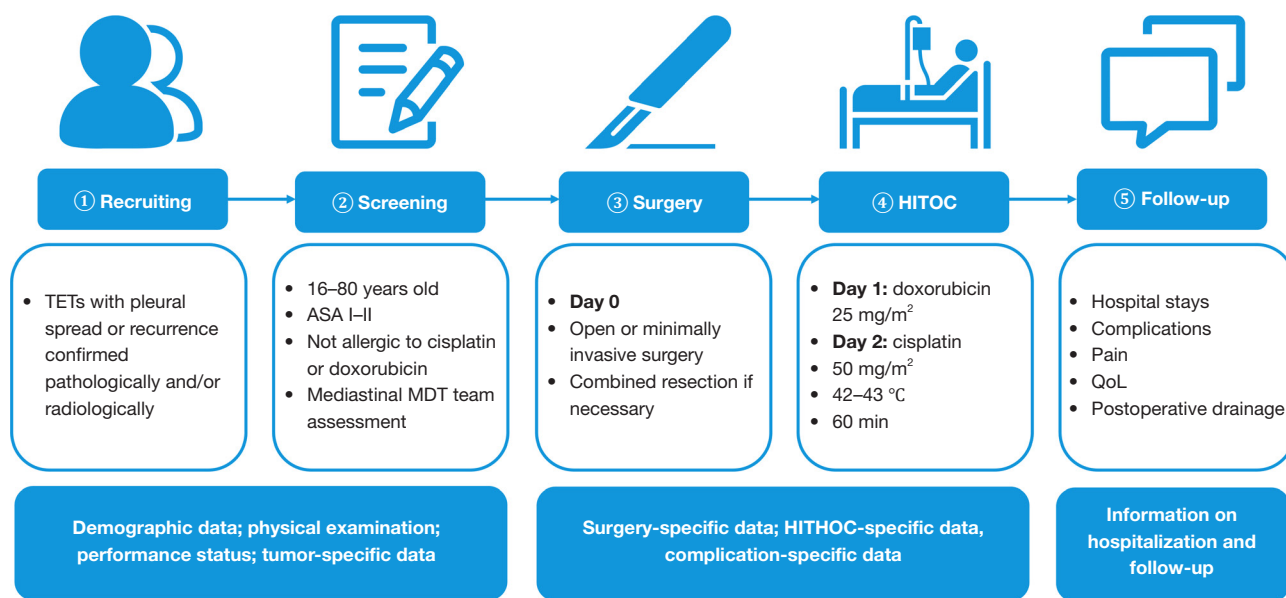 ① Recruiting
② Screening
③ Surgery
④ HITOC
⑤ Follow-up
• TETs with pleural
spread or recurrence
confirmed
pathologically and/or
radiologically
• 16–80 years old
• ASA I–II
• Not allergic to cisplatin
or doxorubicin
• Mediastinal MDT team
assessment
• Day 0
• Open or minimally
invasive surgery
• Combined resection if
necessary
• Day 1: doxorubicin
25 mg/m²
• Day 2: cisplatin
• 50 mg/m²
• 42–43 ℃
• 60 min
• Hospital stays
• Complications
• Pain
• QoL
• Postoperative drainage
Demographic data; physical examination;
performance status; tumor-specific data
Surgery-specific data; HITHOC-specific data,
complication-specific data
Information on
hospitalization and
follow-up